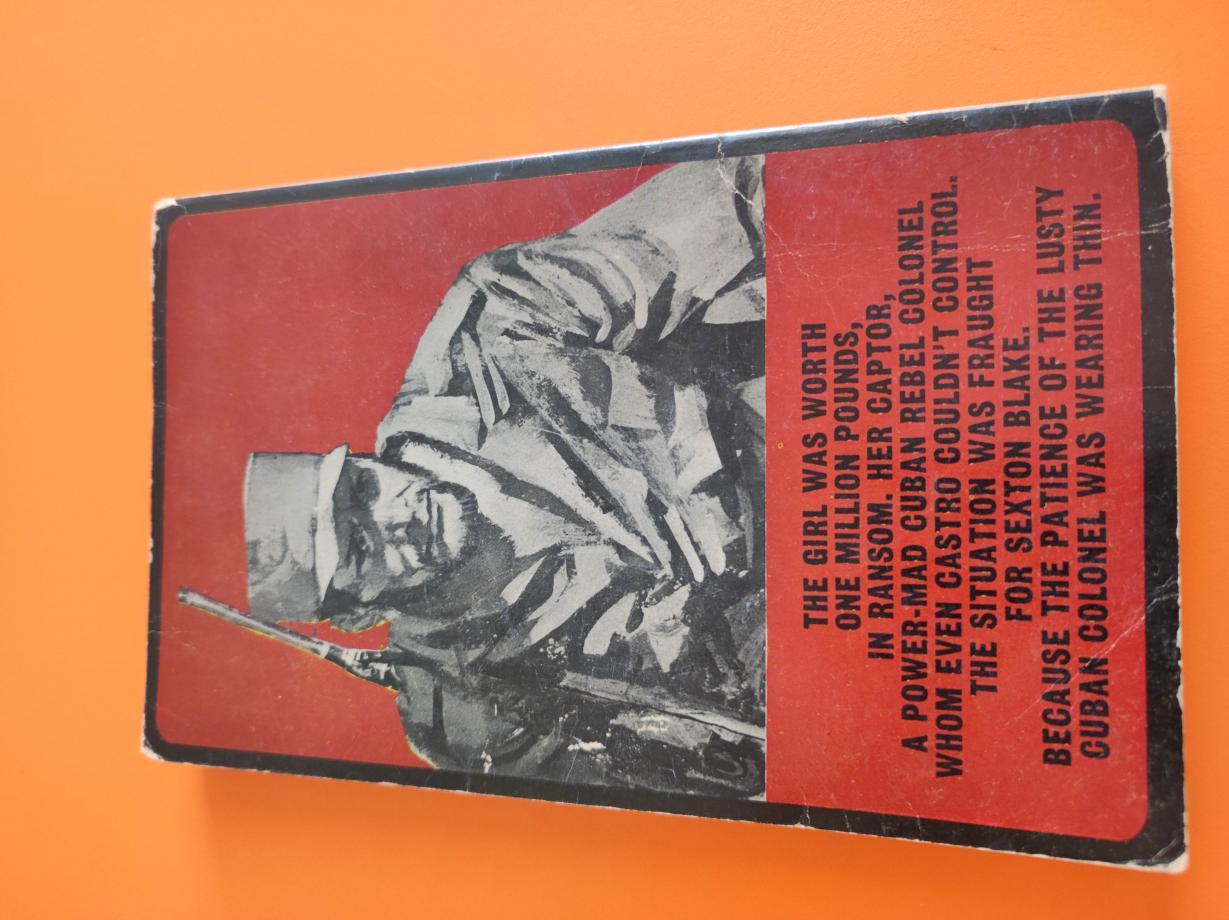 THE GIRL WAS WORTH
ONE MILLION POUNDS,
IN RANSOM. HER CAPTOR,
A POWER-MAD CUBAN REBEL COLONEL
WHOM EVEN CASTRO COULDN'T CONTROL.
THE SITUATION WAS FRAUGHT
FOR SEXTON BLAKE.
BECAUSE THE PATIENCE OF THE LUSTY
CUBAN COLONEL WAS WEARING THIN.